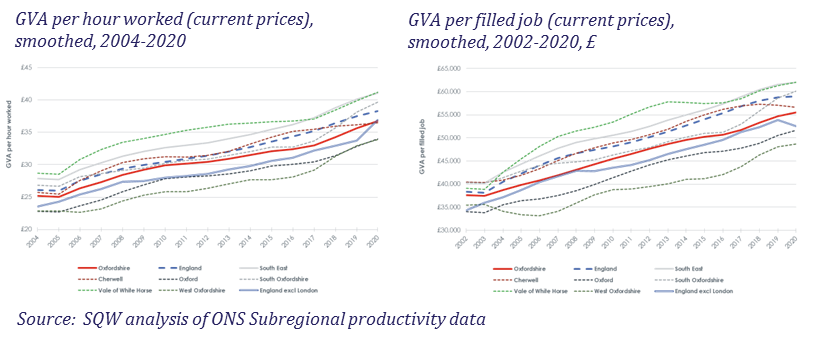 GVA per hour worked (current prices),
smoothed, 2004-2020
£45
£40
£35
£30
£25
£20
GVA per hour worked
2004 2005 2006 2007 2008 2009 2010 2011 2012 2013 2014 2015 2016 2017 2018 2019 2020
Oxfordshire England South East
Cherwell Oxford South Oxfordshire
Vale of White Horse West Oxfordshire England excl London
GVA per filled job (current prices),
smoothed, 2002-2020, £
£65,000
£60,000
£55,000
£50,000
£45,000
£40,000
£35,000
£30,000
GVA per filled job
2002 2003 2004 2005 2006 2007 2008 2009 2010 2011 2012 2013 2014 2015 2016 2017 2018 2019 2020
Oxfordshire England South East
Cherwell Oxford South Oxfordshire
Vale of White Horse West Oxfordshire England excl London
Source: SQW analysis of ONS Subregional productivity data